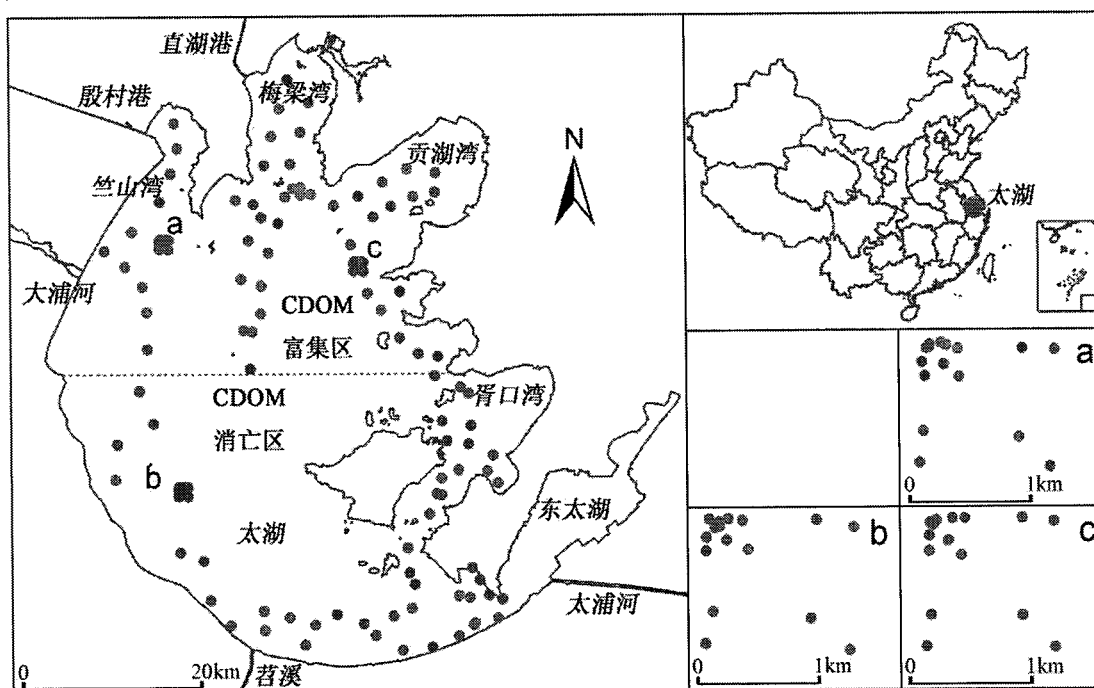 直湖港
梅梁湾
殷村港
贡湖湾
N
竺山湾
a
c
大浦河
CDOM
富集区
CDOM
消亡区
胥口湾
b
太湖
东太湖
太浦河
0 20km
苕溪
太湖
a
0 1km
b
0 1km
c
0 1km